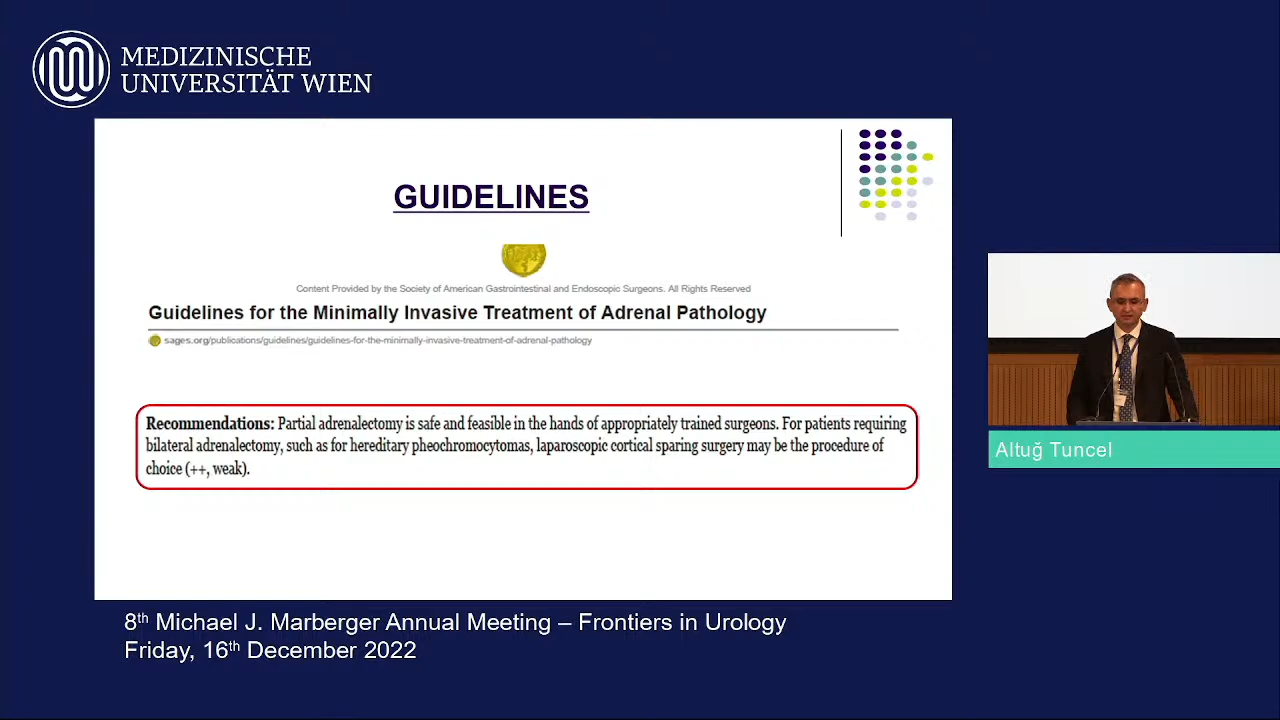 MEDIZINISCHE
UNIVERSITÄT WIEN
GUIDELINES
Content Provided by the Society of American Gastrointestinal and Endoscopic Surgeons. All Rights Reserved
Guidelines for the Minimally Invasive Treatment of Adrenal Pathology
sages.org/publications/guidelines/guidelines-for-the-minimally-invasive-treatment-of-adrenal-pathology
Recommendations: Partial adrenalectomy is safe and feasible in the hands of appropriately trained surgeons. For patients requiring
bilateral adrenalectomy, such as for hereditary pheochromocytomas, laparoscopic cortical sparing surgery may be the procedure of
choice (++, weak).
Altuğ Tuncel
8th Michael J. Marberger Annual Meeting – Frontiers in Urology
Friday, 16th December 2022